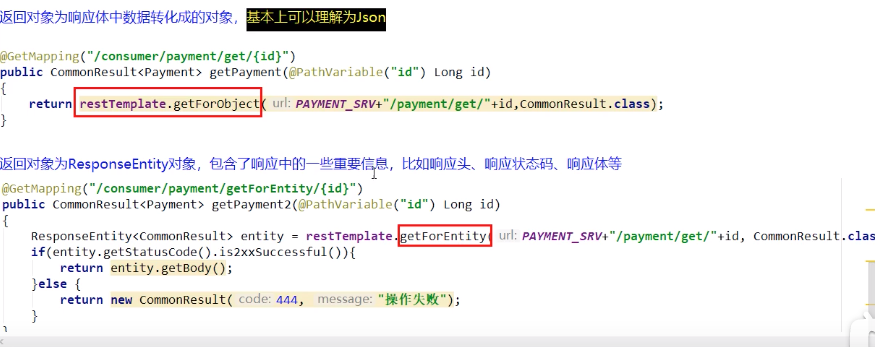 返回对象为响应体中数据转化成的对象，基本上可以理解为Json
@GetMapping("/consumer/payment/get/{id}")
public CommonResult<Payment> getPayment(@PathVariable("id") Long id)
{
return restTemplate.getForObject( url: PAYMENT_SRV+"/payment/get/"+id,CommonResult.class);
}
返回对象为ResponseEntity对象，包含了响应中的一些重要信息，比如响应头、响应状态码、响应体等
@GetMapping("/consumer/payment/getForEntity/{id}")
public CommonResult<Payment> getPayment2(@PathVariable("id") Long id)
{
ResponseEntity<CommonResult> entity = restTemplate.getForEntity( url: PAYMENT_SRV+"/payment/get/"+id, CommonResult.clas
if(entity.getStatusCode().is2xxSuccessful()){
return entity.getBody();
}else {
return new CommonResult( code: 444, message: "操作失败");
}
}